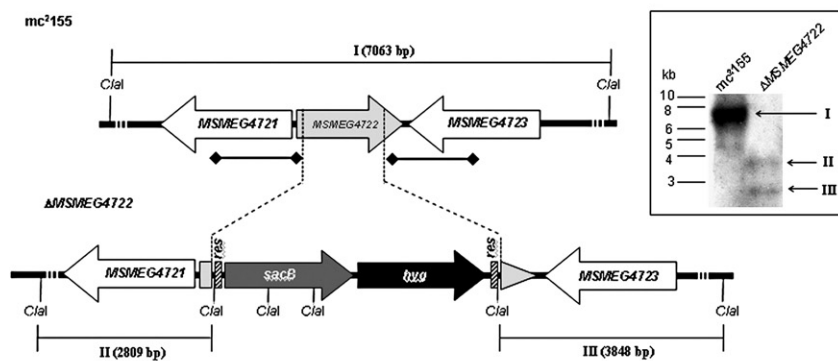 mc²155
I (7063 bp)
ClaI
ClaI
MSMEG4721
MSMEG4722
MSMEG4723
ΔMSMEG4722
MSMEG4721
res
sacB
hyg
res
MSMEG4723
ClaI
ClaI
ClaI
ClaI
ClaI
ClaI
II (2809 bp)
III (3848 bp)
kb
mc²155
ΔMSMEG4722
10
8
6
5
4
3
I
II
III